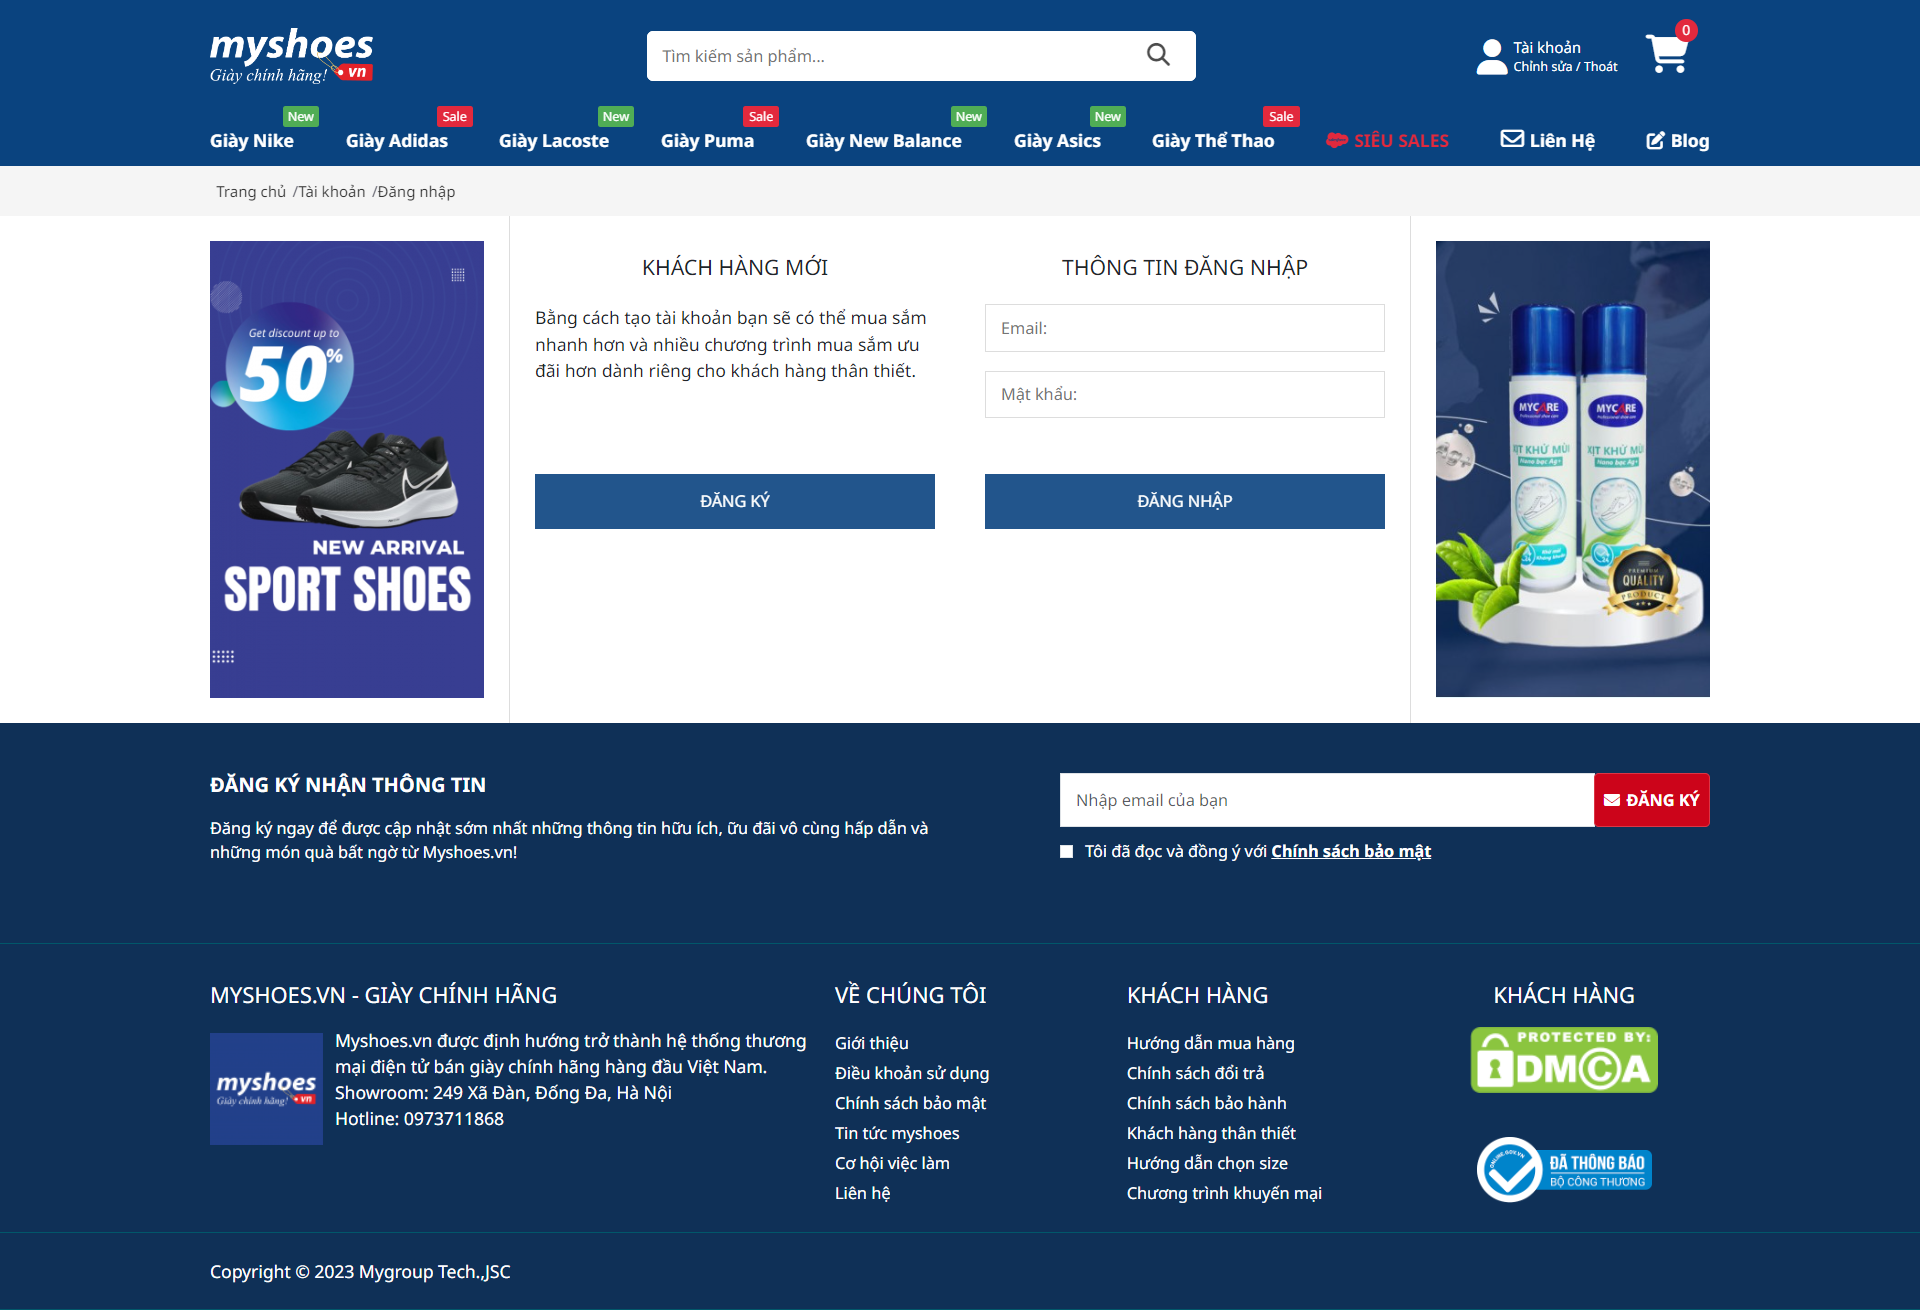 myshoes
Giày chính hãng! .vn
Tìm kiếm sản phẩm...
Tài khoản
Chỉnh sửa / Thoát
0
New
Sale
New
Sale
New
New
Sale
Giày Nike
Giày Adidas
Giày Lacoste
Giày Puma
Giày New Balance
Giày Asics
Giày Thể Thao
SIÊU SALES
Liên Hệ
Blog
Trang chủ /Tài khoản /Đăng nhập
Get discount up to
50%
NEW ARRIVAL
SPORT SHOES
KHÁCH HÀNG MỚI
Bằng cách tạo tài khoản bạn sẽ có thể mua sắm
nhanh hơn và nhiều chương trình mua sắm ưu
đãi hơn dành riêng cho khách hàng thân thiết.
ĐĂNG KÝ
THÔNG TIN ĐĂNG NHẬP
Email:
Mật khẩu:
ĐĂNG NHẬP
MYCARE
MYCARE
XỊT KHỬ MÙI
XỊT KHỬ MÙI
Nano bạc Ag+
Nano bạc Ag+
Ag+
Ag+
PREMIUM
QUALITY
PRODUCT
ĐĂNG KÝ NHẬN THÔNG TIN
Đăng ký ngay để được cập nhật sớm nhất những thông tin hữu ích, ữu đãi vô cùng hấp dẫn và
những món quà bất ngờ từ Myshoes.vn!
Nhập email của bạn
ĐĂNG KÝ
Tôi đã đọc và đồng ý với Chính sách bảo mật
MYSHOES.VN - GIÀY CHÍNH HÃNG
myshoes
Giày chính hãng! .vn
Myshoes.vn được định hướng trở thành hệ thống thương
mại điện tử bán giày chính hãng hàng đầu Việt Nam.
Showroom: 249 Xã Đàn, Đống Đa, Hà Nội
Hotline: 0973711868
VỀ CHÚNG TÔI
Giới thiệu
Điều khoản sử dụng
Chính sách bảo mật
Tin tức myshoes
Cơ hội việc làm
Liên hệ
KHÁCH HÀNG
Hướng dẫn mua hàng
Chính sách đổi trả
Chính sách bảo hành
Khách hàng thân thiết
Hướng dẫn chọn size
Chương trình khuyến mại
KHÁCH HÀNG
PROTECTED BY:
DMCA
ONLINE.GOV.VN
ĐÃ THÔNG BÁO
BỘ CÔNG THƯƠNG
Copyright © 2023 Mygroup Tech.,JSC